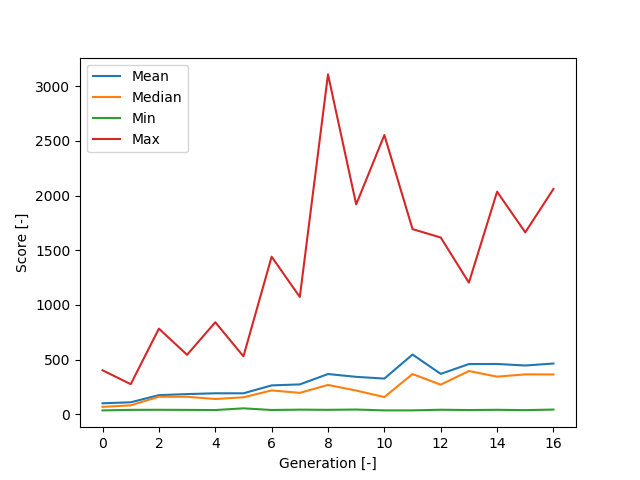 Mean
Median
Min
Max
3000
2500
2000
1500
1000
500
0
Score [-]
0 2 4 6 8 10 12 14 16
Generation [-]